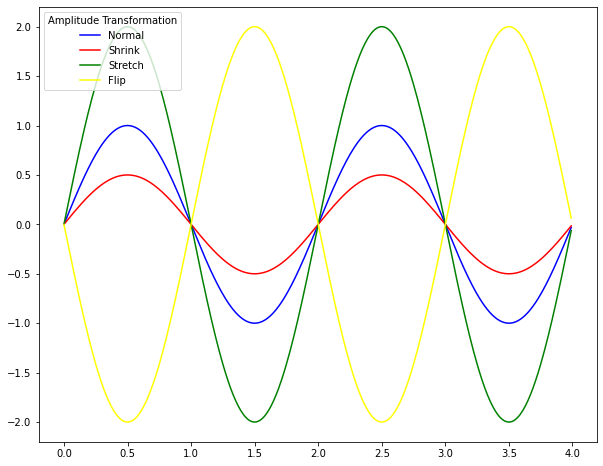 Amplitude Transformation
Normal
Shrink
Stretch
Flip
2.0
1.5
1.0
0.5
0.0
−0.5
−1.0
−1.5
−2.0
0.0 0.5 1.0 1.5 2.0 2.5 3.0 3.5 4.0